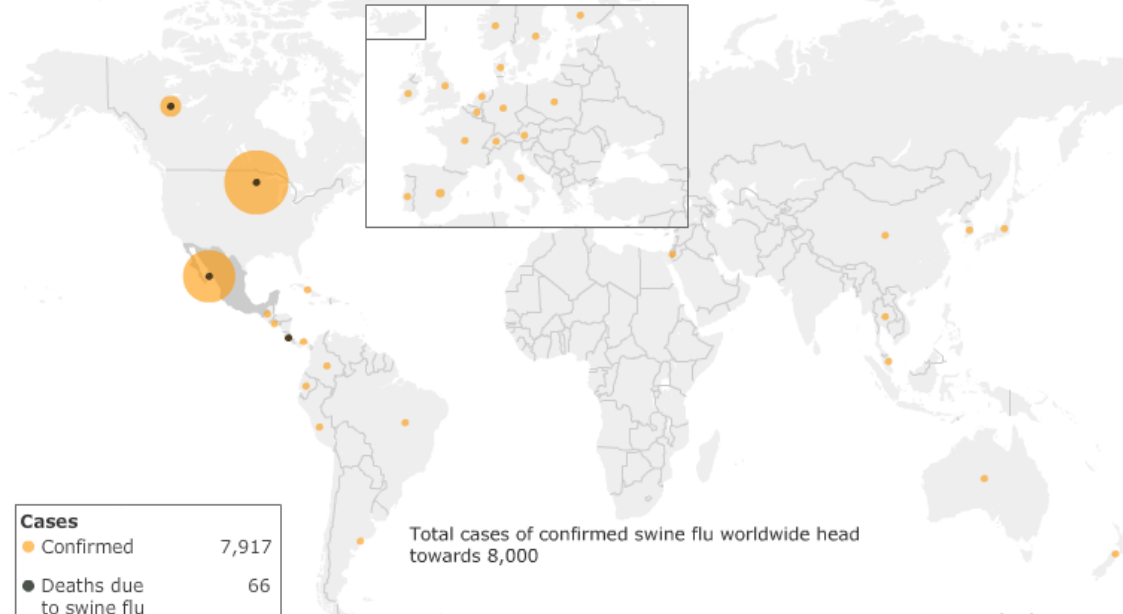 Cases
Confirmed 7,917
Deaths due 66
to swine flu
Total cases of confirmed swine flu worldwide head
towards 8,000